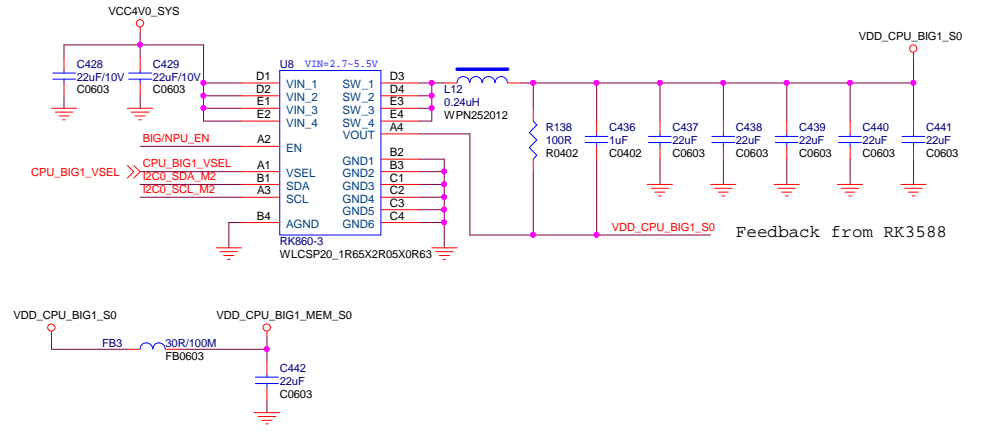 VCC4V0_SYS
VDD_CPU_BIG1_S0
C428
22uF/10V
C0603
C429
22uF/10V
C0603
U8 VIN=2.7~5.5V
D1 VIN_1 SW_1 D3
D2 VIN_2 SW_2 D4
E1 VIN_3 SW_3 E3
E2 VIN_4 SW_4 E4
VOUT A4
BIG/NPU_EN A2 EN
GND1 B2
CPU_BIG1_VSEL CPU_BIG1_VSEL A1 VSEL GND2 B3
I2C0_SDA_M2 B1 SDA GND3 C1
I2C0_SCL_M2 A3 SCL GND4 C2
GND5 C3
B4 AGND GND6 C4
RK860-3
WLCSP20_1R65X2R05X0R63
L12
0.24uH
WPN252012
R138
100R
R0402
C436
1uF
C0402
C437
22uF
C0603
C438
22uF
C0603
C439
22uF
C0603
C440
22uF
C0603
C441
22uF
C0603
VDD_CPU_BIG1_S0 Feedback from RK3588
VDD_CPU_BIG1_S0
VDD_CPU_BIG1_MEM_S0
FB3 30R/100M
FB0603
C442
22uF
C0603